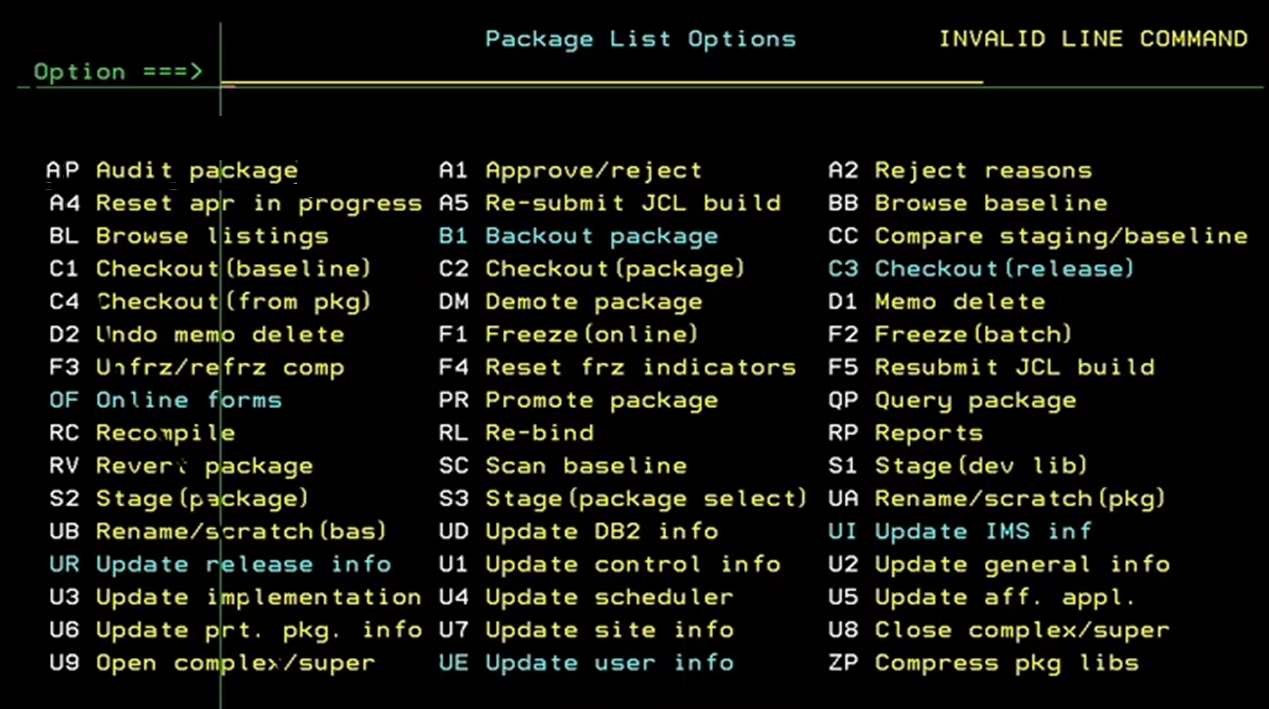 Package List Options INVALID LINE COMMAND
Option ===>
AP Audit package A1 Approve/reject A2 Reject reasons
A4 Reset apr in progress A5 Re-submit JCL build BB Browse baseline
BL Browse listings B1 Backout package CC Compare staging/baseline
C1 Checkout(baseline) C2 Checkout(package) C3 Checkout(release)
C4 Checkout(from pkg) DM Demote package D1 Memo delete
D2 Undo memo delete F1 Freeze(online) F2 Freeze(batch)
F3 Unfrz/refrz comp F4 Reset frz indicators F5 Resubmit JCL build
OF Online forms PR Promote package QP Query package
RC Recompile RL Re-bind RP Reports
RV Revert package SC Scan baseline S1 Stage(dev lib)
S2 Stage(package) S3 Stage(package select) UA Rename/scratch(pkg)
UB Rename/scratch(bas) UD Update DB2 info UI Update IMS inf
UR Update release info U1 Update control info U2 Update general info
U3 Update implementation U4 Update scheduler U5 Update aff. appl.
U6 Update prt. pkg. info U7 Update site info U8 Close complex/super
U9 Open complex/super UE Update user info ZP Compress pkg libs